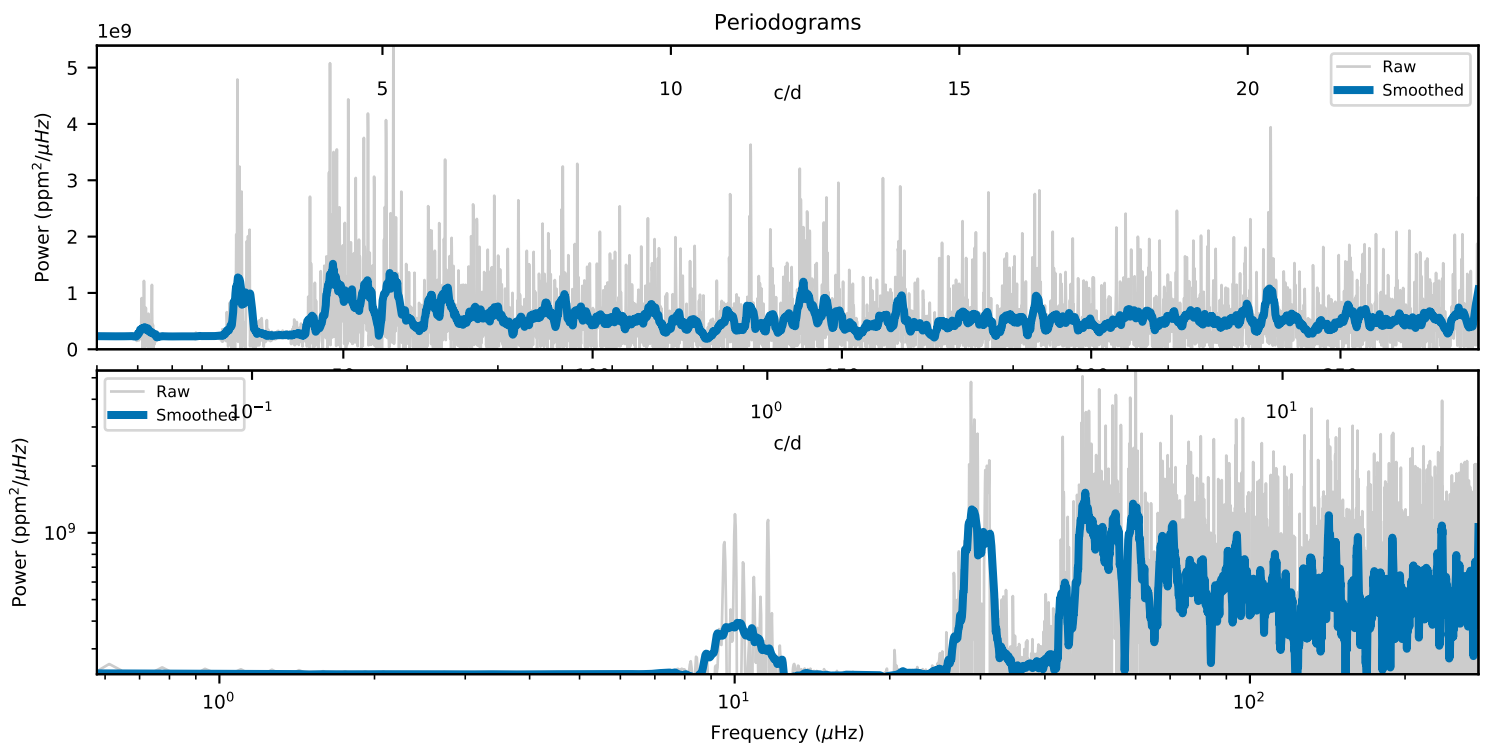 Periodograms
1e9
Power (ppm²/μHz)
5
4
3
2
1
0
5 10 15 20
c/d
Raw
Smoothed
Power (ppm²/μHz)
10⁹
Raw
Smoothed
10⁻¹ 10⁰ 10¹
c/d
10⁰ 10¹ 10²
Frequency (μHz)